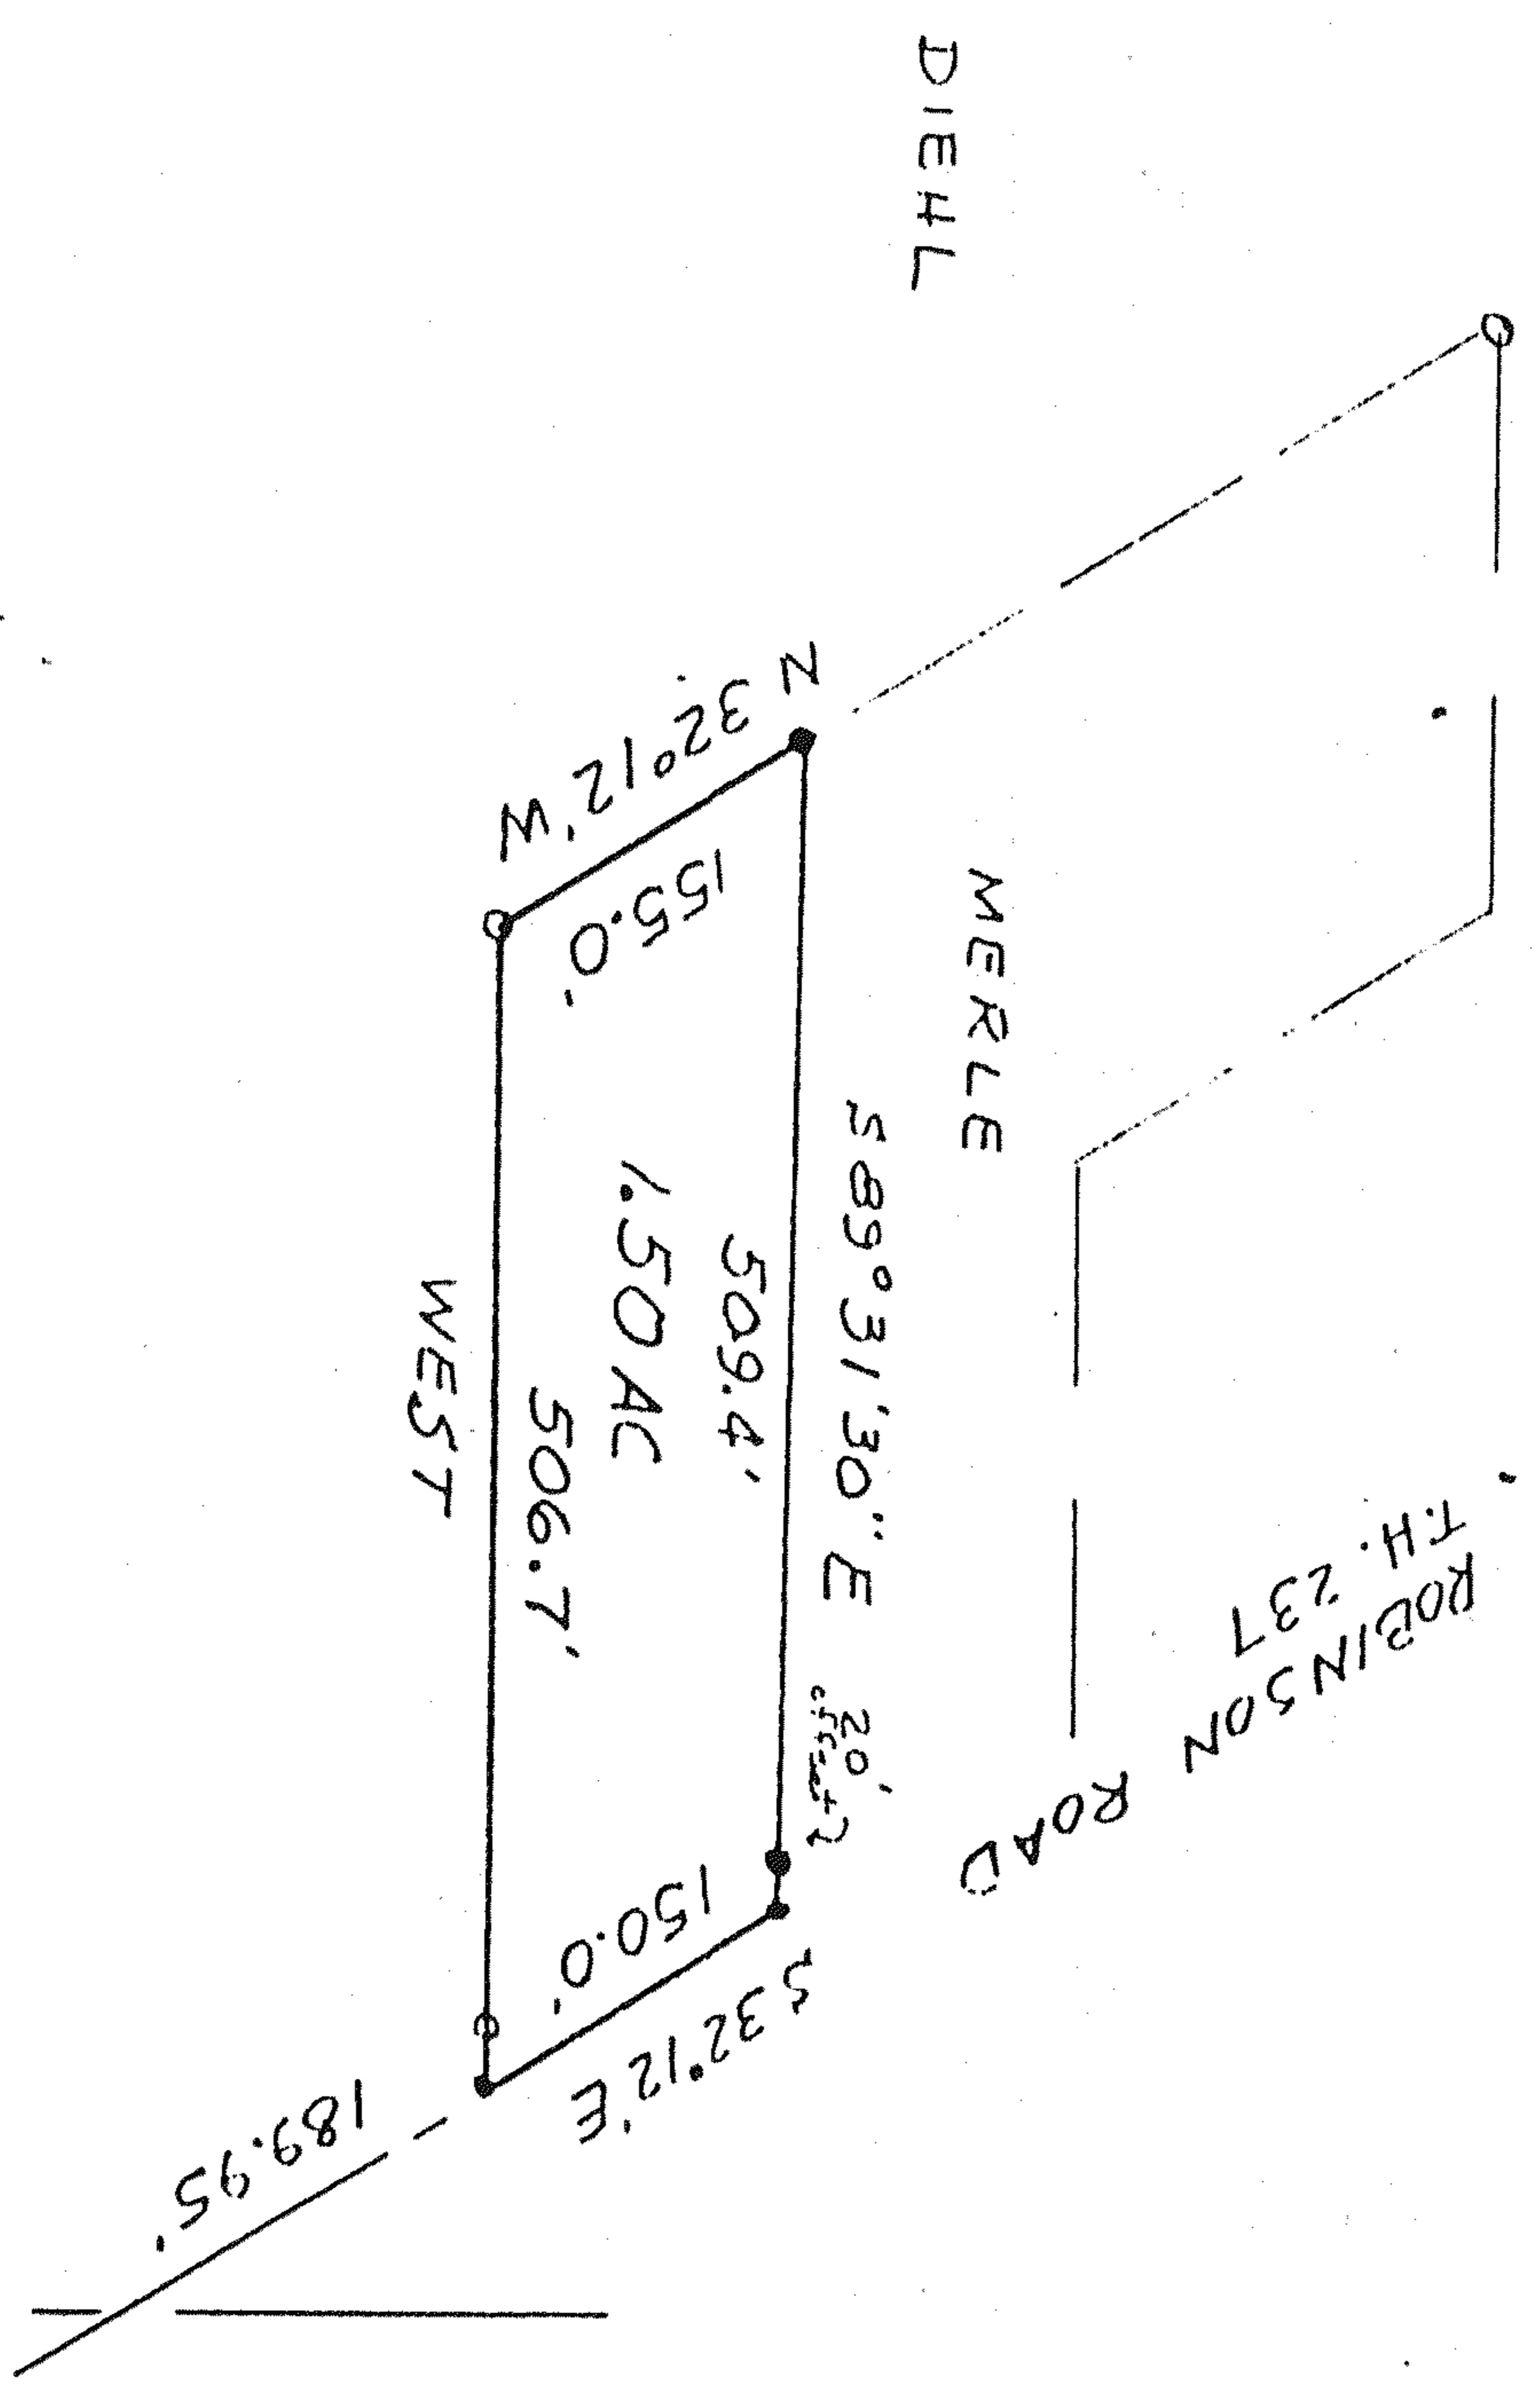 MERLE
DIEHL
ROBINSON ROAD
T.H. 237
S 89° 31' 30" E
509.4'
20'
offset
N 32° 12' W
155.0'
1.50 AC
S 32° 12' E
150.0'
506.7'
WEST
189.95'